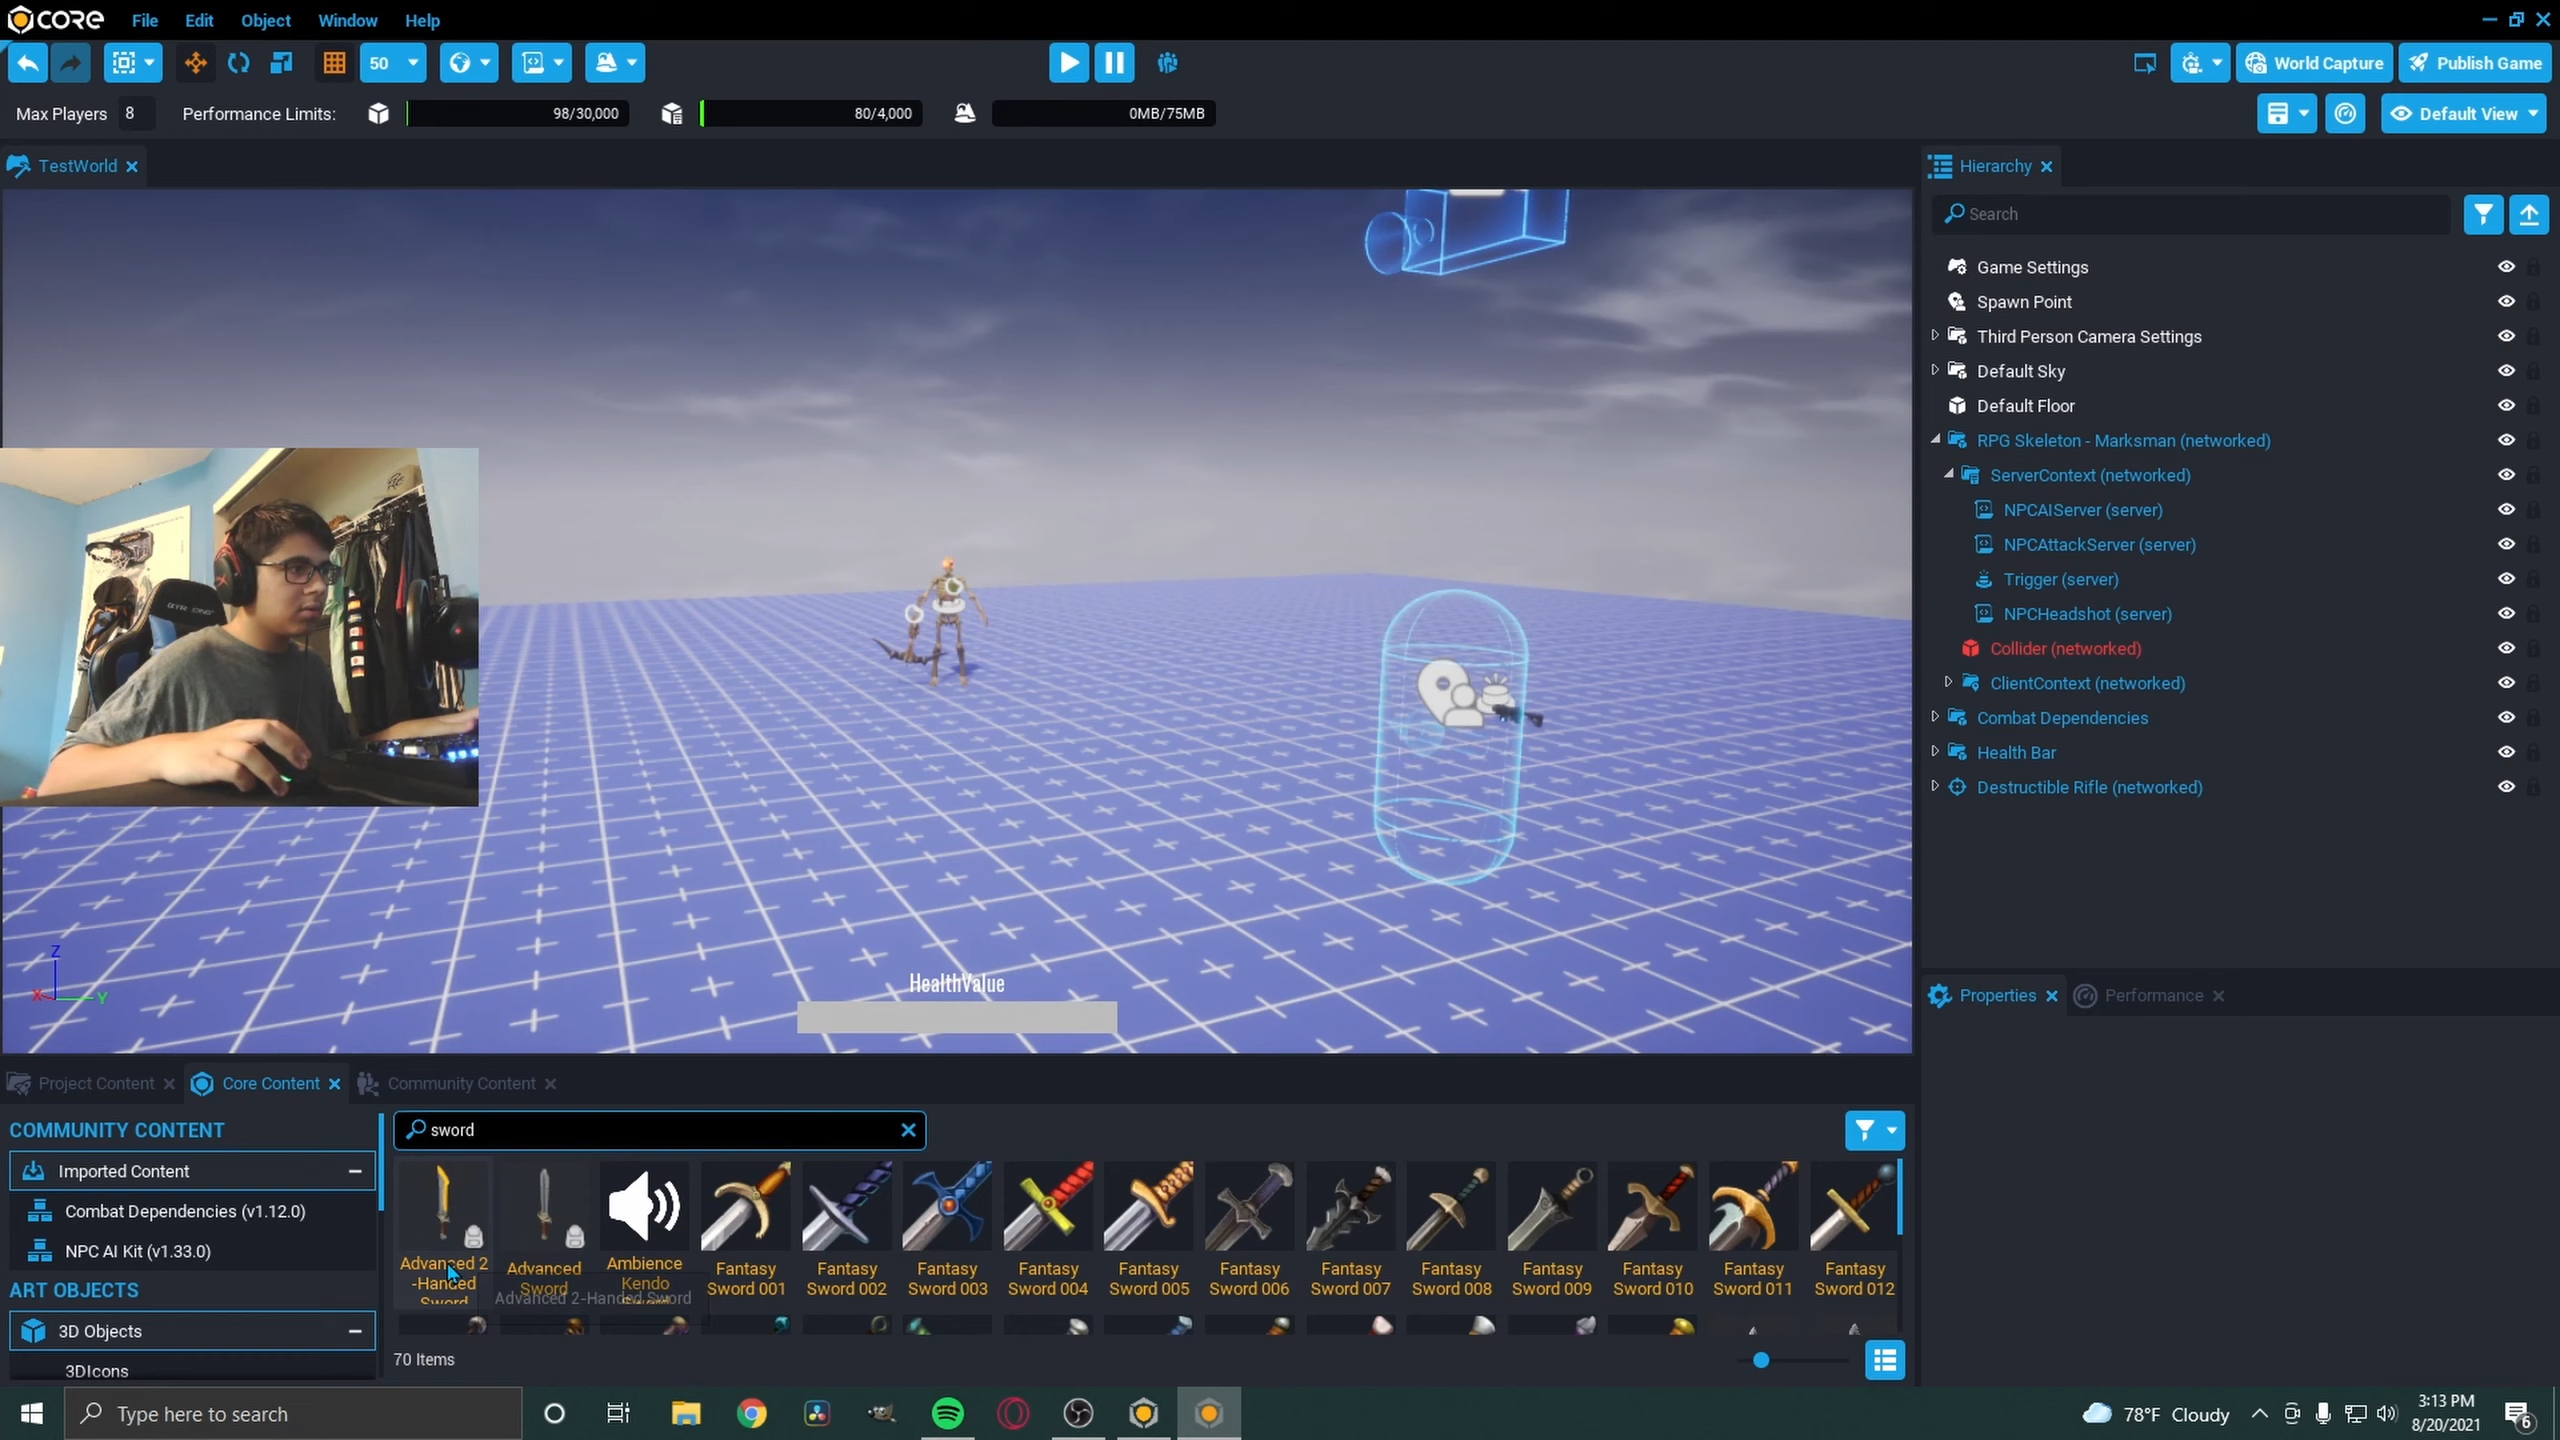 CORE File Edit Object Window Help
50 World Capture Publish Game
Max Players 8 Performance Limits: 98/30,000 80/4,000 0MB/75MB Default View
TestWorld
Hierarchy
Search
Game Settings
Spawn Point
Third Person Camera Settings
Default Sky
Default Floor
RPG Skeleton - Marksman (networked)
ServerContext (networked)
NPCAIServer (server)
NPCAttackServer (server)
Trigger (server)
NPCHeadshot (server)
Collider (networked)
ClientContext (networked)
Combat Dependencies
Health Bar
Destructible Rifle (networked)
Z
X Y
HealthValue
Properties Performance
Project Content Core Content Community Content
COMMUNITY CONTENT
Imported Content
Combat Dependencies (v1.12.0)
NPC AI Kit (v1.33.0)
ART OBJECTS
3D Objects
3DIcons
sword
Advanced 2
-Handed
Sword
Advanced
Sword
Ambience
Kendo
Fantasy
Sword 001
Fantasy
Sword 002
Fantasy
Sword 003
Fantasy
Sword 004
Fantasy
Sword 005
Fantasy
Sword 006
Fantasy
Sword 007
Fantasy
Sword 008
Fantasy
Sword 009
Fantasy
Sword 010
Fantasy
Sword 011
Fantasy
Sword 012
Advanced 2-Handed Sword
70 Items
Type here to search
78°F Cloudy
3:13 PM
8/20/2021
6